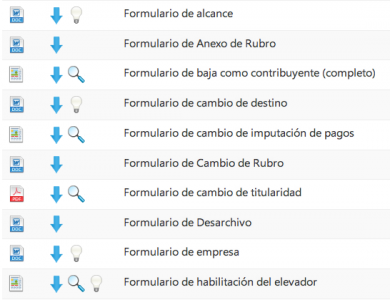 DOC Formulario de alcance
DOC Formulario de Anexo de Rubro
Formulario de baja como contribuyente (completo)
DOC Formulario de cambio de destino
Formulario de cambio de imputación de pagos
DOC Formulario de Cambio de Rubro
PDF Formulario de cambio de titularidad
DOC Formulario de Desarchivo
DOC Formulario de empresa
Formulario de habilitación del elevador